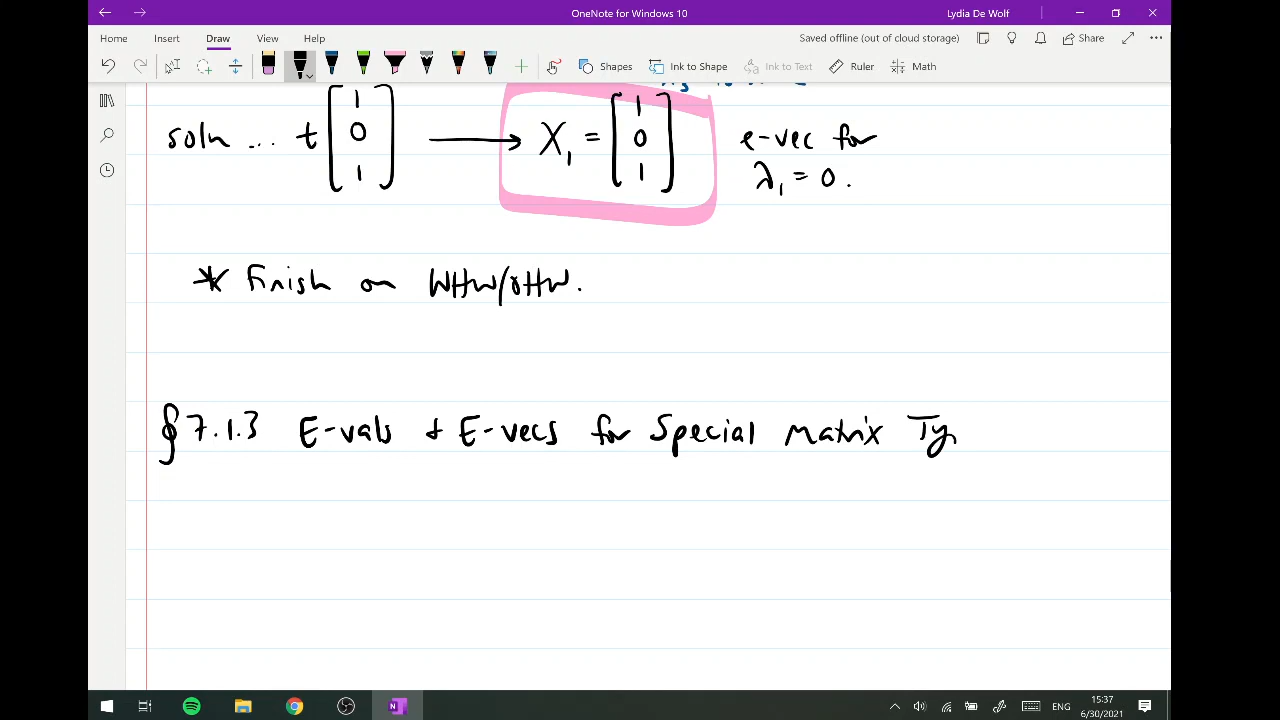 OneNote for Windows 10
Lydia De Wolf
Home Insert Draw View Help
Saved offline (out of cloud storage)
Share
Shapes
Ink to Shape
Ink to Text
Ruler
Math
soln ... t [1 0 1] → X₁ = [1 0 1] e-vec for
λ₁ = 0.
* Finish on WHW/OHW.
§ 7.1.3 E-vals + E-vecs for Special Matrix Ty
ENG
15:37
6/30/2021